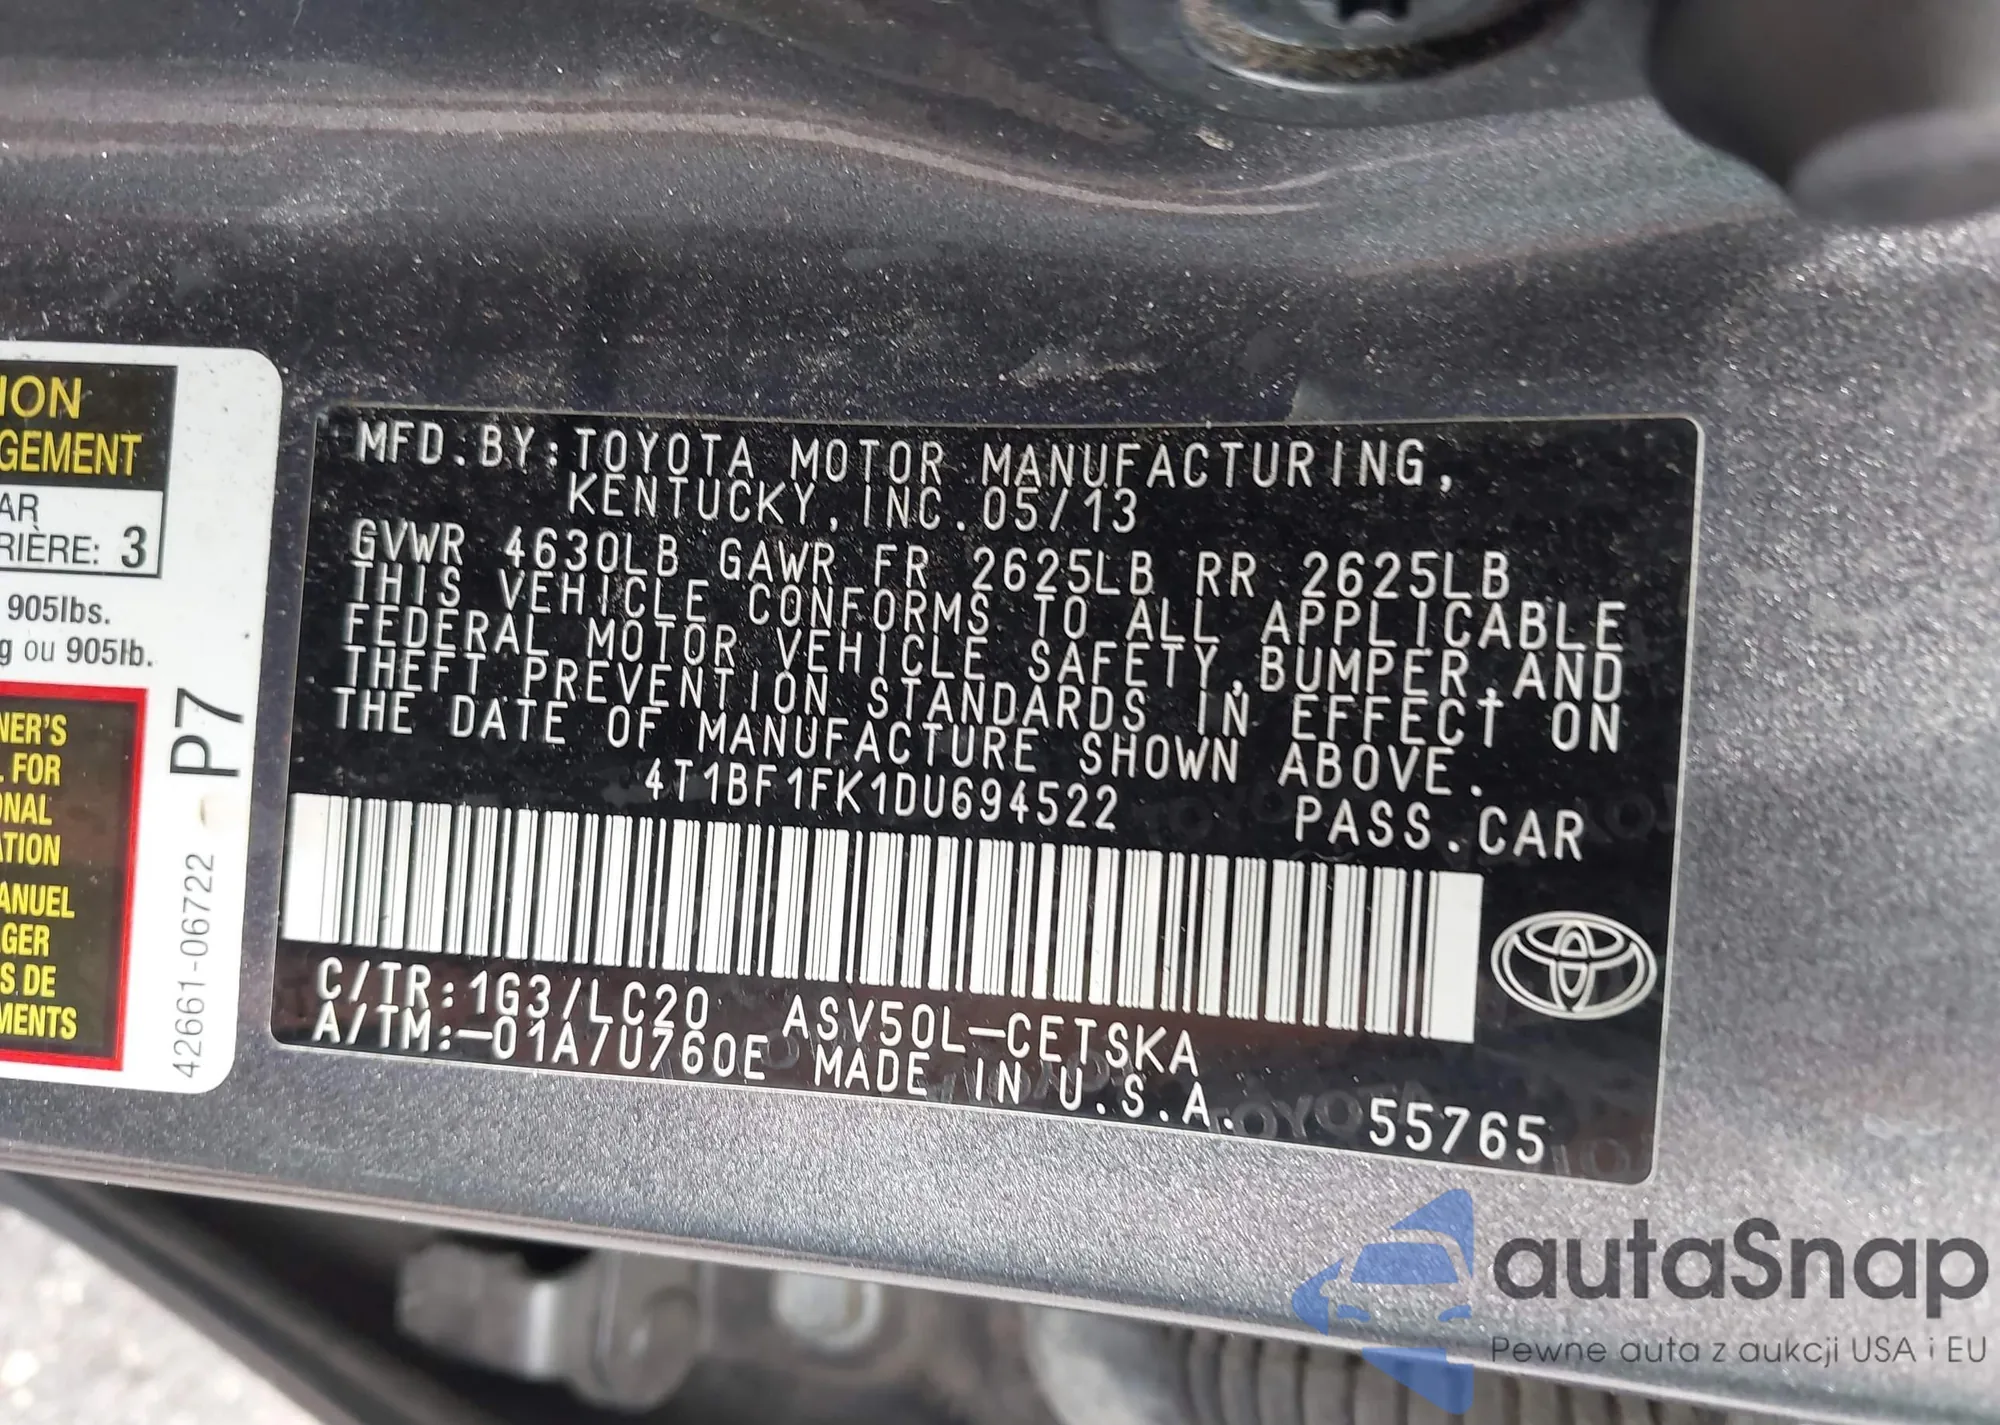 ION
GEMENT
AR
RIÈRE: 3
905lbs.
g ou 905lb.
NER'S
FOR
ONAL
ATION
ANUEL
GER
S DE
MENTS
P7
42661-06722
MFD.BY:TOYOTA MOTOR MANUFACTURING,
KENTUCKY,INC.05/13
GVWR 4630LB GAWR FR 2625LB RR 2625LB
THIS VEHICLE CONFORMS TO ALL APPLICABLE
FEDERAL MOTOR VEHICLE SAFETY,BUMPER,AND
THEFT PREVENTION STANDARDS IN EFFECT ON
THE DATE OF MANUFACTURE SHOWN ABOVE.
4T1BF1FK1DU694522 PASS.CAR
C/TR:1G3/LC20 ASV50L-CETSKA
A/TM:-01A/U760E MADE IN U.S.A.
55765
autaSnap
Pewne auta z aukcji USA i EU